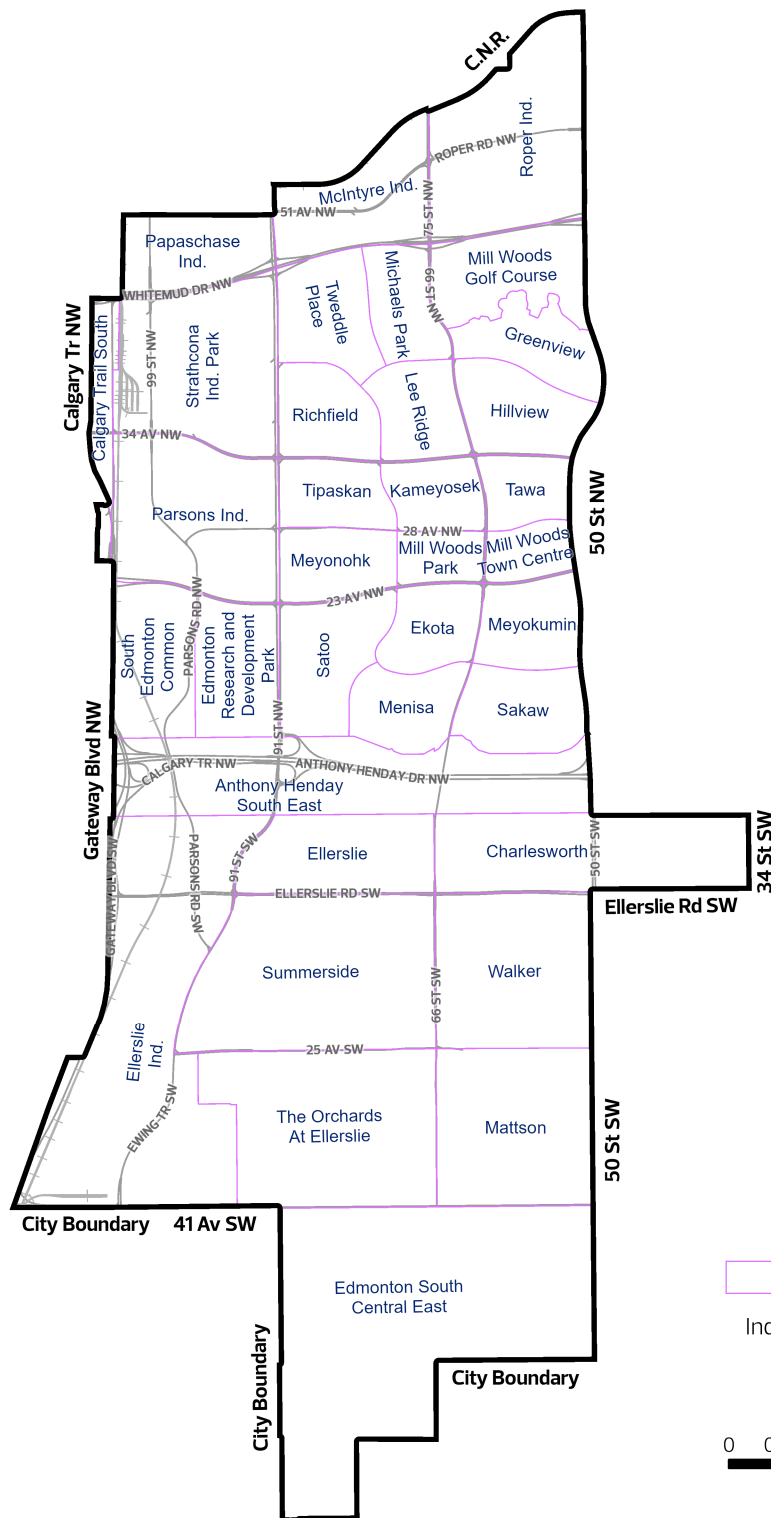 C.N.R.
Roper Ind.
ROPER RD NW
McIntyre Ind.
51 AV NW
75 ST NW
Papaschase
Ind.
Mill Woods
Golf Course
WHITEMUD DR NW
Tweddle
Place
Michaels Park
66 ST NW
Greenview
Calgary Tr NW
Calgary Trail South
99 ST NW
Strathcona
Ind. Park
Richfield
Lee Ridge
Hillview
34 AV NW
Tipaskan
Kameyosek
Tawa
50 St NW
Parsons Ind.
28 AV NW
Meyonohk
Mill Woods
Park
Mill Woods
Town Centre
23 AV NW
PARSONS RD NW
South
Edmonton
Common
Edmonton
Research and
Development
Park
Satoo
Ekota
Meyokumin
Menisa
Sakaw
91 ST NW
Gateway Blvd NW
CALGARY TR NW
ANTHONY HENDAY DR NW
Anthony Henday
South East
GATEWAY BLVD SW
PARSONS RD SW
91 ST SW
Ellerslie
Charlesworth
50 ST SW
34 St SW
ELLERSLIE RD SW
Ellerslie Rd SW
Summerside
66 ST SW
Walker
Ellerslie
Ind.
25 AV SW
EWING TR SW
The Orchards
At Ellerslie
Mattson
50 St SW
City Boundary
41 Av SW
Edmonton South
Central East
Ind
City Boundary
City Boundary
0